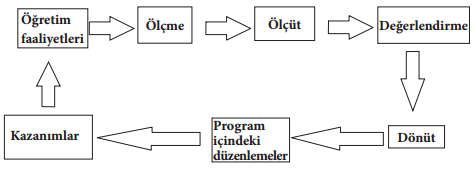 Öğretim
faaliyetleri
Ölçme
Ölçüt
Değerlendirme
Dönüt
Program
içindeki
düzenlemeler
Kazanımlar